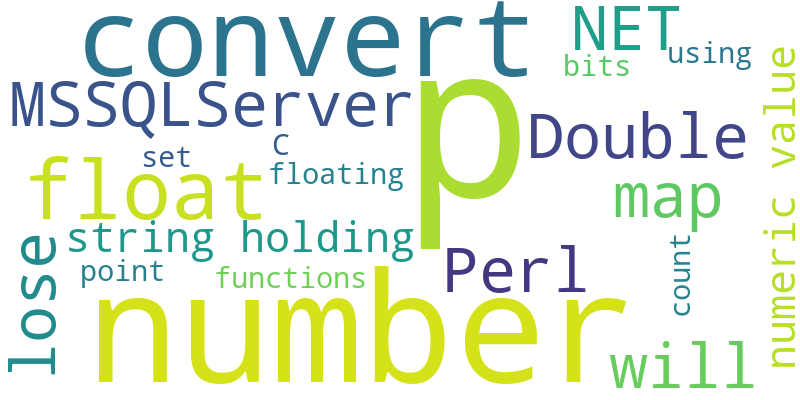 convert
NET
using
bits
MSSQLServer
p
Double
numeric value
set
C
float
floating
map
string holding
lose
point
functions
Perl
count
number
will